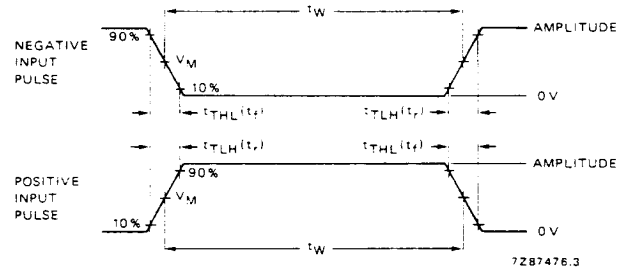 tW
AMPLITUDE
90%
NEGATIVE
INPUT
PULSE
VM
10%
0 V
tTHL(tf)
tTLH(tr)
tTLH(tr)
tTHL(tf)
AMPLITUDE
90%
POSITIVE
INPUT
PULSE
VM
10%
0 V
tW
7Z87476.3